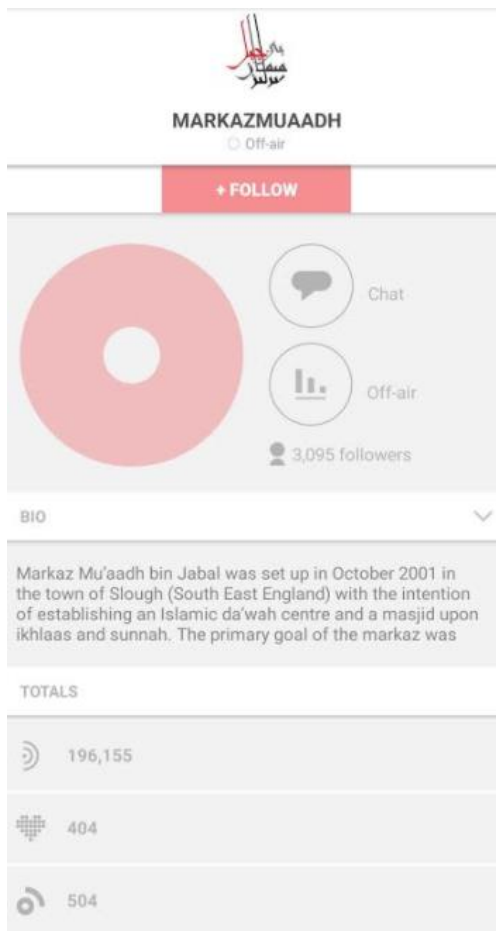 MARKAZMUAADH
Off-air
+ FOLLOW
Chat
Off-air
3,095 followers
BIO
Markaz Mu'aadh bin Jabal was set up in October 2001 in
the town of Slough (South East England) with the intention
of establishing an Islamic da'wah centre and a masjid upon
ikhlaas and sunnah. The primary goal of the markaz was
TOTALS
196,155
404
504